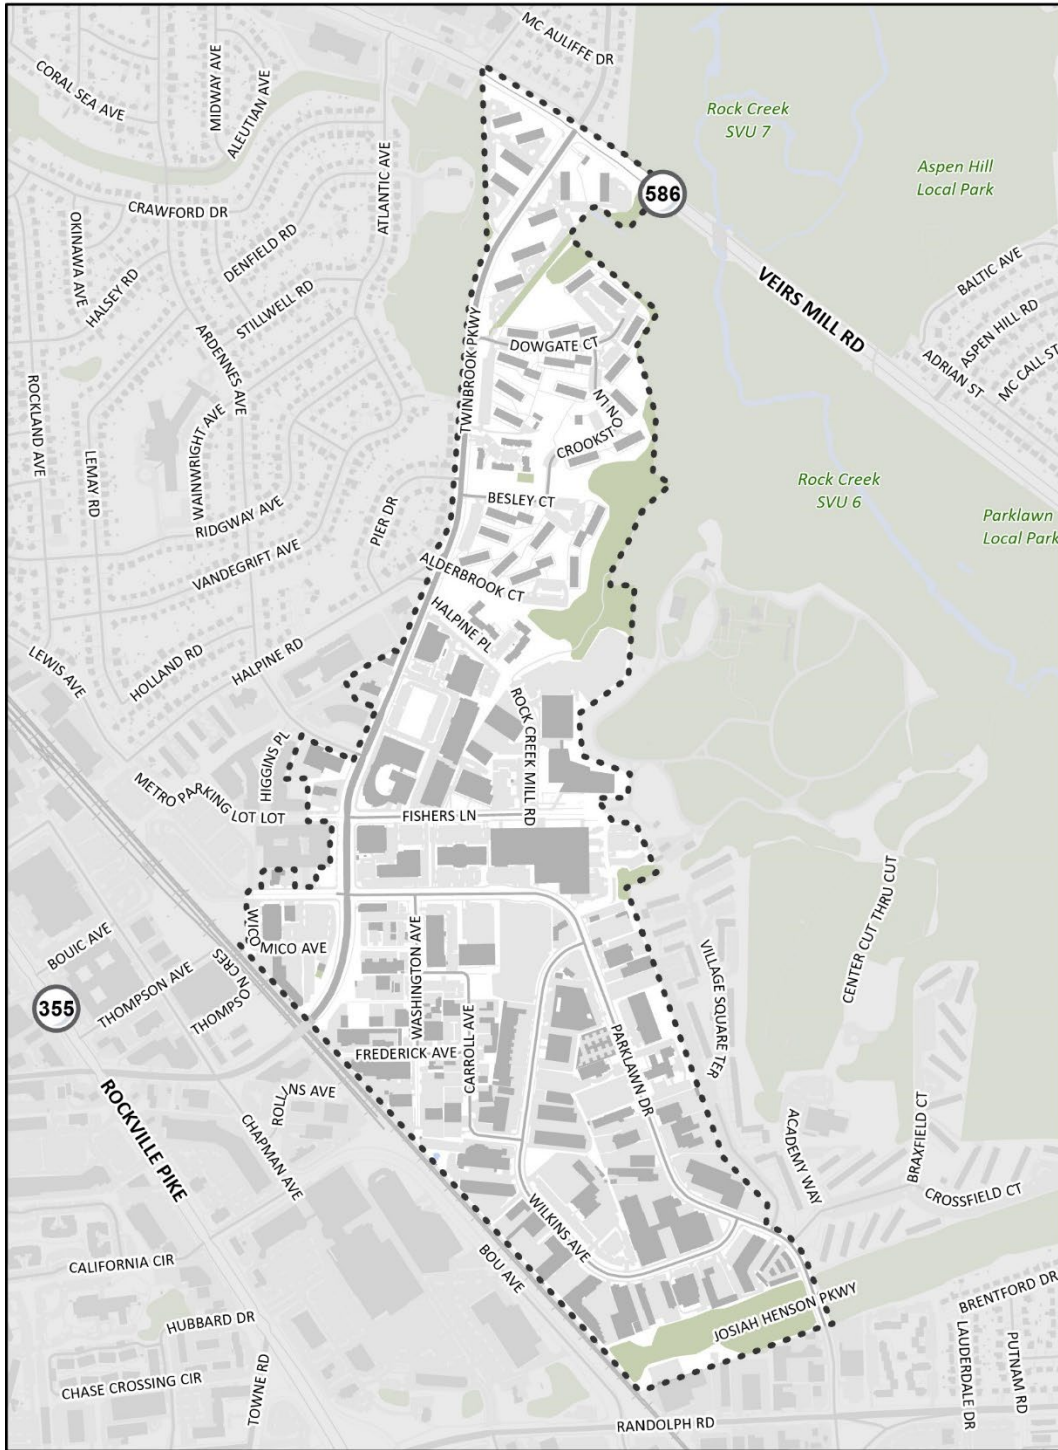 MC AULIFFE DR
CORAL SEA AVE
MIDWAY AVE
ALEUTIAN AVE
Rock Creek
SVU 7
Aspen Hill
Local Park
ATLANTIC AVE
586
CRAWFORD DR
OKINAWA AVE
HALSEY RD
DENFIELD RD
STILLWELL RD
BALTIC AVE
VEIRS MILL RD
ASPEN HILL RD
ADRIAN ST
MC CALL ST
ARDENNES AVE
TWINBROOK PKWY
DOWGATE CT
ROCKLAND AVE
LEMAY RD
WAINWRIGHT AVE
CROOKSTON LN
Rock Creek
SVU 6
BESLEY CT
RIDGWAY AVE
PIER DR
Parklawn
Local Park
VANDEGRIFT AVE
ALDERBROOK CT
HALPINE PL
LEWIS AVE
HOLLAND RD
HALPINE RD
ROCK CREEK MILL RD
HIGGINS PL
METRO PARKING LOT LOT
FISHERS LN
CENTER CUT THRU CUT
WICOMICO AVE
WASHINGTON AVE
BOUIC AVE
THOMPSON AVE
THOMPSON CRES
VILLAGE SQUARE TER
355
CARROLL AVE
FREDERICK AVE
PARKLAWN DR
ROLLINS AVE
ROCKVILLE PIKE
CHAPMAN AVE
ACADEMY WAY
BRAXFIELD CT
CROSSFIELD CT
WILKINS AVE
BOU AVE
CALIFORNIA CIR
JOSIAH HENSON PKWY
BRENTFORD DR
HUBBARD DR
LAUDERDALE DR
PUTNAM RD
CHASE CROSSING CIR
TOWNE RD
RANDOLPH RD